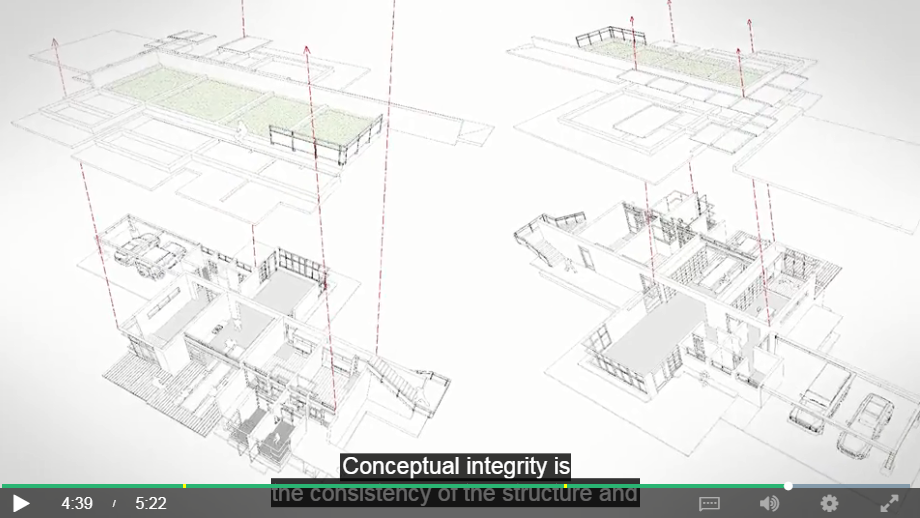 Conceptual integrity is
the consistency of the structure and
4:39 / 5:22